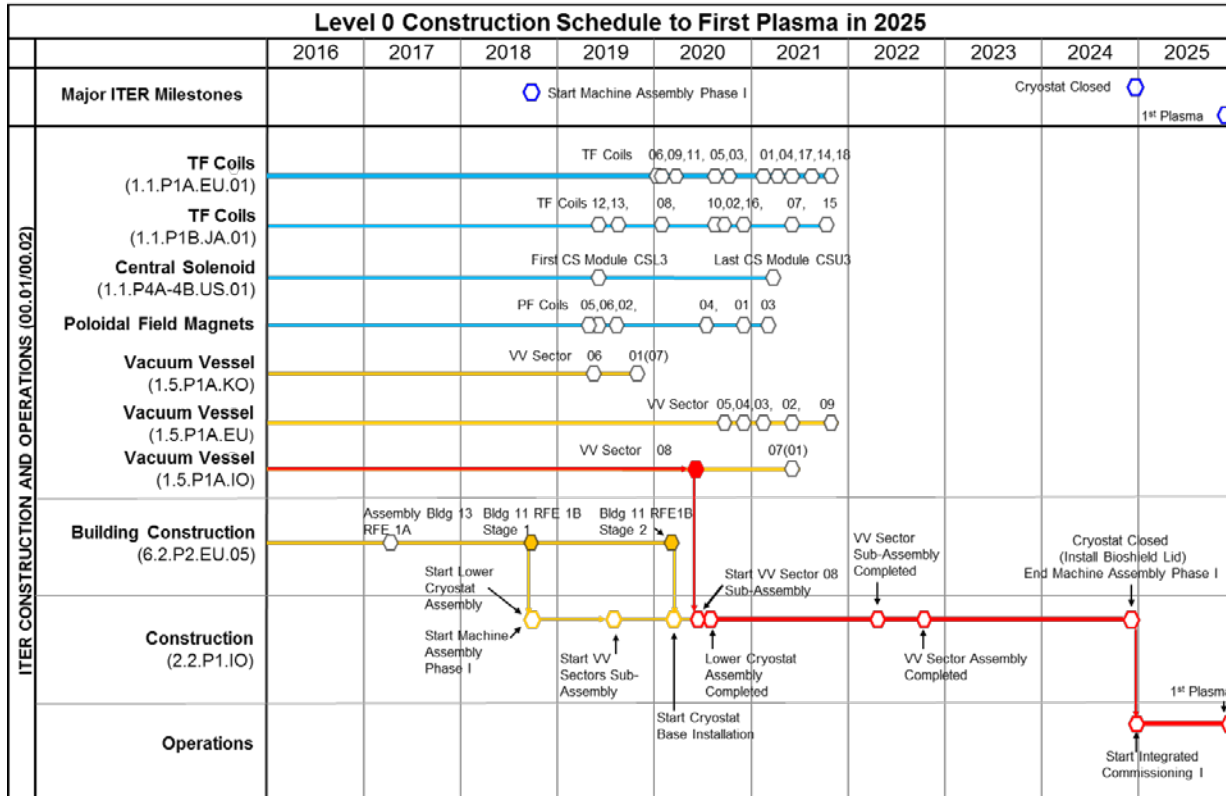 Level 0 Construction Schedule to First Plasma in 2025
2016 2017 2018 2019 2020 2021 2022 2023 2024 2025
Major ITER Milestones
Start Machine Assembly Phase I
Cryostat Closed
1st Plasma
ITER CONSTRUCTION AND OPERATIONS (00.01/00.02)
TF Coils
(1.1.P1A.EU.01)
TF Coils 06,09,11, 05,03, 01,04,17,14,18
TF Coils
(1.1.P1B.JA.01)
TF Coils 12,13, 08, 10,02,16, 07, 15
Central Solenoid
(1.1.P4A-4B.US.01)
First CS Module CSL3 Last CS Module CSU3
Poloidal Field Magnets
PF Coils 05,06,02, 04, 01 03
Vacuum Vessel
(1.5.P1A.KO)
VV Sector 06 01(07)
Vacuum Vessel
(1.5.P1A.EU)
VV Sector 05,04,03, 02, 09
Vacuum Vessel
(1.5.P1A.IO)
VV Sector 08 07(01)
Building Construction
(6.2.P2.EU.05)
Assembly Bldg 13
RFE 1A
Bldg 11 RFE 1B
Stage 1
Bldg 11 RFE1B
Stage 2
Start Lower
Cryostat
Assembly
Start VV Sector 08
Sub-Assembly
VV Sector
Sub-Assembly
Completed
Cryostat Closed
(Install Bioshield Lid)
End Machine Assembly Phase I
Construction
(2.2.P1.IO)
Start Machine
Assembly
Phase I
Start VV
Sectors Sub-
Assembly
Lower Cryostat
Assembly
Completed
VV Sector Assembly
Completed
Start Cryostat
Base Installation
1st Plasma
Operations
Start Integrated
Commissioning I